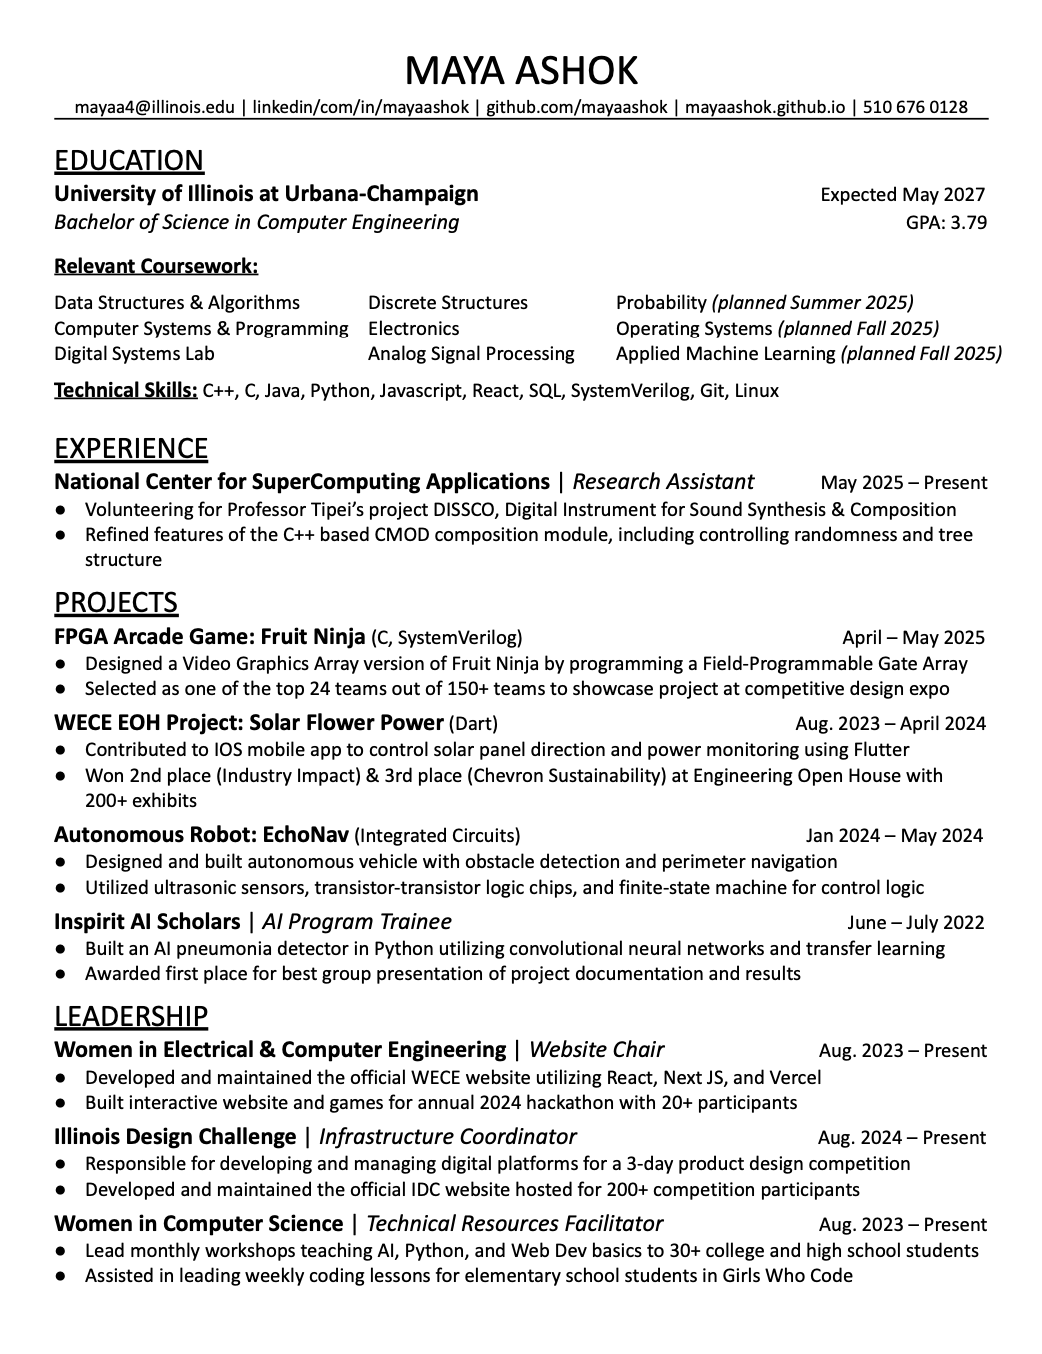 MAYA ASHOK
mayaa4@illinois.edu | linkedin/com/in/mayaashok | github.com/mayaashok | mayaashok.github.io | 510 676 0128
EDUCATION
University of Illinois at Urbana-Champaign Expected May 2027
Bachelor of Science in Computer Engineering GPA: 3.79
Relevant Coursework:
Data Structures & Algorithms Discrete Structures Probability (planned Summer 2025)
Computer Systems & Programming Electronics Operating Systems (planned Fall 2025)
Digital Systems Lab Analog Signal Processing Applied Machine Learning (planned Fall 2025)
Technical Skills: C++, C, Java, Python, Javascript, React, SQL, SystemVerilog, Git, Linux
EXPERIENCE
National Center for SuperComputing Applications | Research Assistant May 2025 – Present
● Volunteering for Professor Tipei’s project DISSCO, Digital Instrument for Sound Synthesis & Composition
● Refined features of the C++ based CMOD composition module, including controlling randomness and tree
structure
PROJECTS
FPGA Arcade Game: Fruit Ninja (C, SystemVerilog) April – May 2025
● Designed a Video Graphics Array version of Fruit Ninja by programming a Field-Programmable Gate Array
● Selected as one of the top 24 teams out of 150+ teams to showcase project at competitive design expo
WECE EOH Project: Solar Flower Power (Dart) Aug. 2023 – April 2024
● Contributed to IOS mobile app to control solar panel direction and power monitoring using Flutter
● Won 2nd place (Industry Impact) & 3rd place (Chevron Sustainability) at Engineering Open House with
200+ exhibits
Autonomous Robot: EchoNav (Integrated Circuits) Jan 2024 – May 2024
● Designed and built autonomous vehicle with obstacle detection and perimeter navigation
● Utilized ultrasonic sensors, transistor-transistor logic chips, and finite-state machine for control logic
Inspirit AI Scholars | AI Program Trainee June – July 2022
● Built an AI pneumonia detector in Python utilizing convolutional neural networks and transfer learning
● Awarded first place for best group presentation of project documentation and results
LEADERSHIP
Women in Electrical & Computer Engineering | Website Chair Aug. 2023 – Present
● Developed and maintained the official WECE website utilizing React, Next JS, and Vercel
● Built interactive website and games for annual 2024 hackathon with 20+ participants
Illinois Design Challenge | Infrastructure Coordinator Aug. 2024 – Present
● Responsible for developing and managing digital platforms for a 3-day product design competition
● Developed and maintained the official IDC website hosted for 200+ competition participants
Women in Computer Science | Technical Resources Facilitator Aug. 2023 – Present
● Lead monthly workshops teaching AI, Python, and Web Dev basics to 30+ college and high school students
● Assisted in leading weekly coding lessons for elementary school students in Girls Who Code